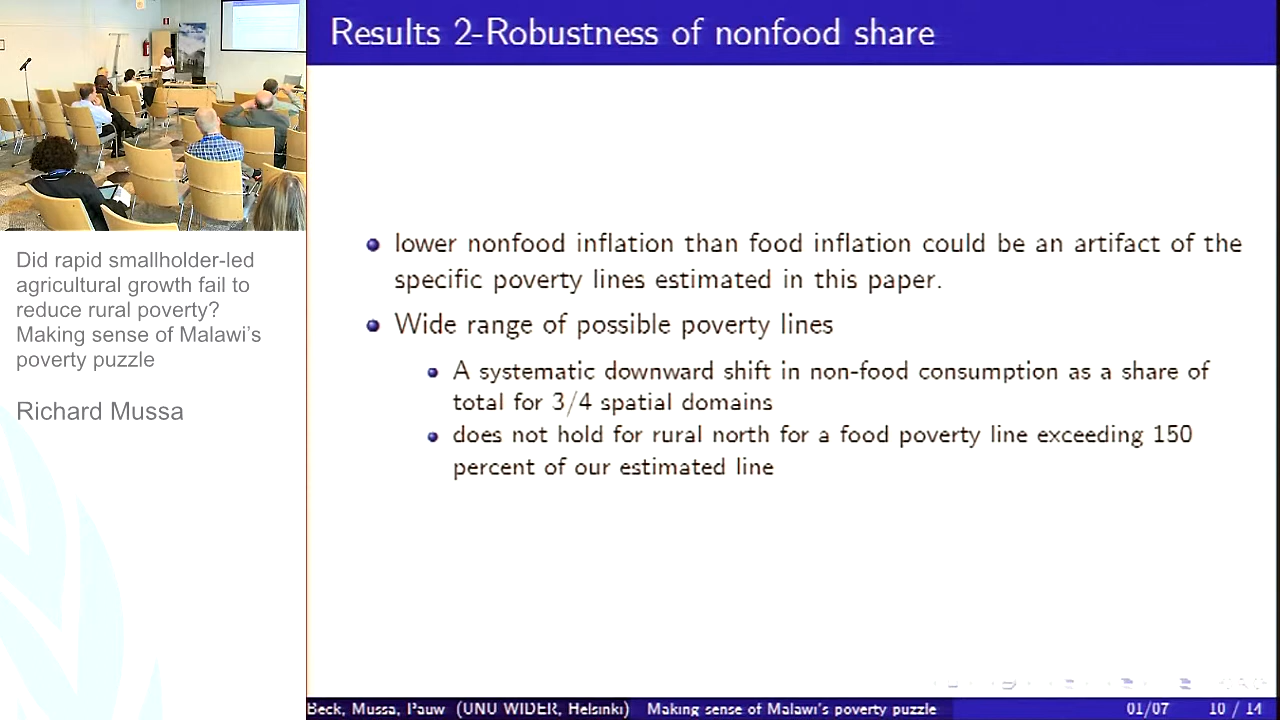 Results 2-Robustness of nonfood share
lower nonfood inflation than food inflation could be an artifact of the
specific poverty lines estimated in this paper.
Wide range of possible poverty lines
A systematic downward shift in non-food consumption as a share of
total for 3/4 spatial domains
does not hold for rural north for a food poverty line exceeding 150
percent of our estimated line
Did rapid smallholder-led
agricultural growth fail to
reduce rural poverty?
Making sense of Malawi's
poverty puzzle
Richard Mussa
Beck, Mussa, Pauw (UNU WIDER, Helsinki) Making sense of Malawi's poverty puzzle 01/07 10 / 14